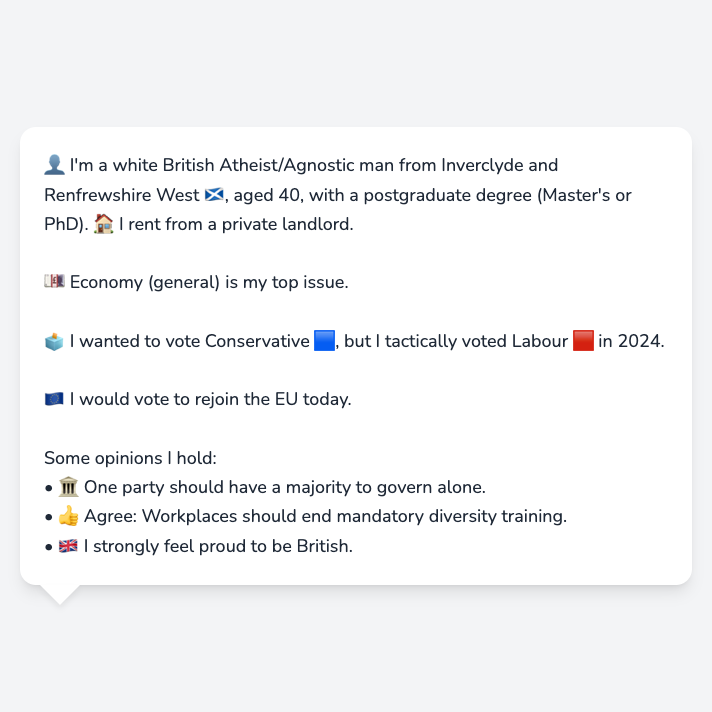 👤 I'm a white British Atheist/Agnostic man from Inverclyde and
Renfrewshire West 🏴󠁧󠁢󠁳󠁣󠁴󠁿, aged 40, with a postgraduate degree (Master's or
PhD). 🏠 I rent from a private landlord.
💷 Economy (general) is my top issue.
🗳️ I wanted to vote Conservative 🟦, but I tactically voted Labour 🟥 in 2024.
🇪🇺 I would vote to rejoin the EU today.
Some opinions I hold:
• 🏛️ One party should have a majority to govern alone.
• 👍 Agree: Workplaces should end mandatory diversity training.
• 🇬🇧 I strongly feel proud to be British.